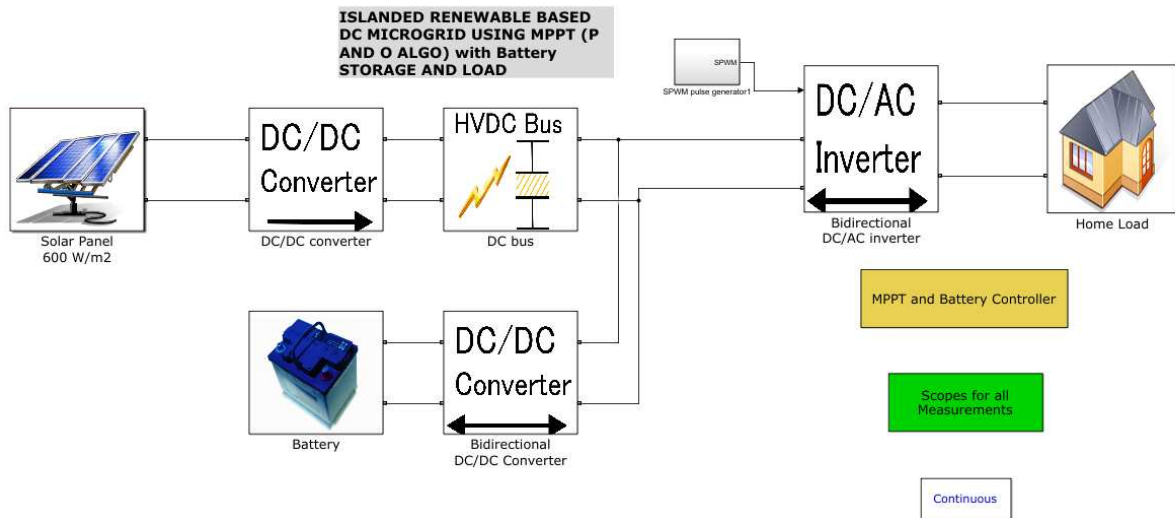 ISLANDED RENEWABLE BASED
DC MICROGRID USING MPPT (P
AND O ALGO) with Battery
STORAGE AND LOAD
SPWM
SPWM pulse generator1
DC/DC
Converter
DC/DC converter
HVDC Bus
DC bus
DC/AC
Inverter
Bidirectional
DC/AC inverter
Solar Panel
600 W/m2
Home Load
MPPT and Battery Controller
Battery
DC/DC
Converter
Bidirectional
DC/DC Converter
Scopes for all
Measurements
Continuous